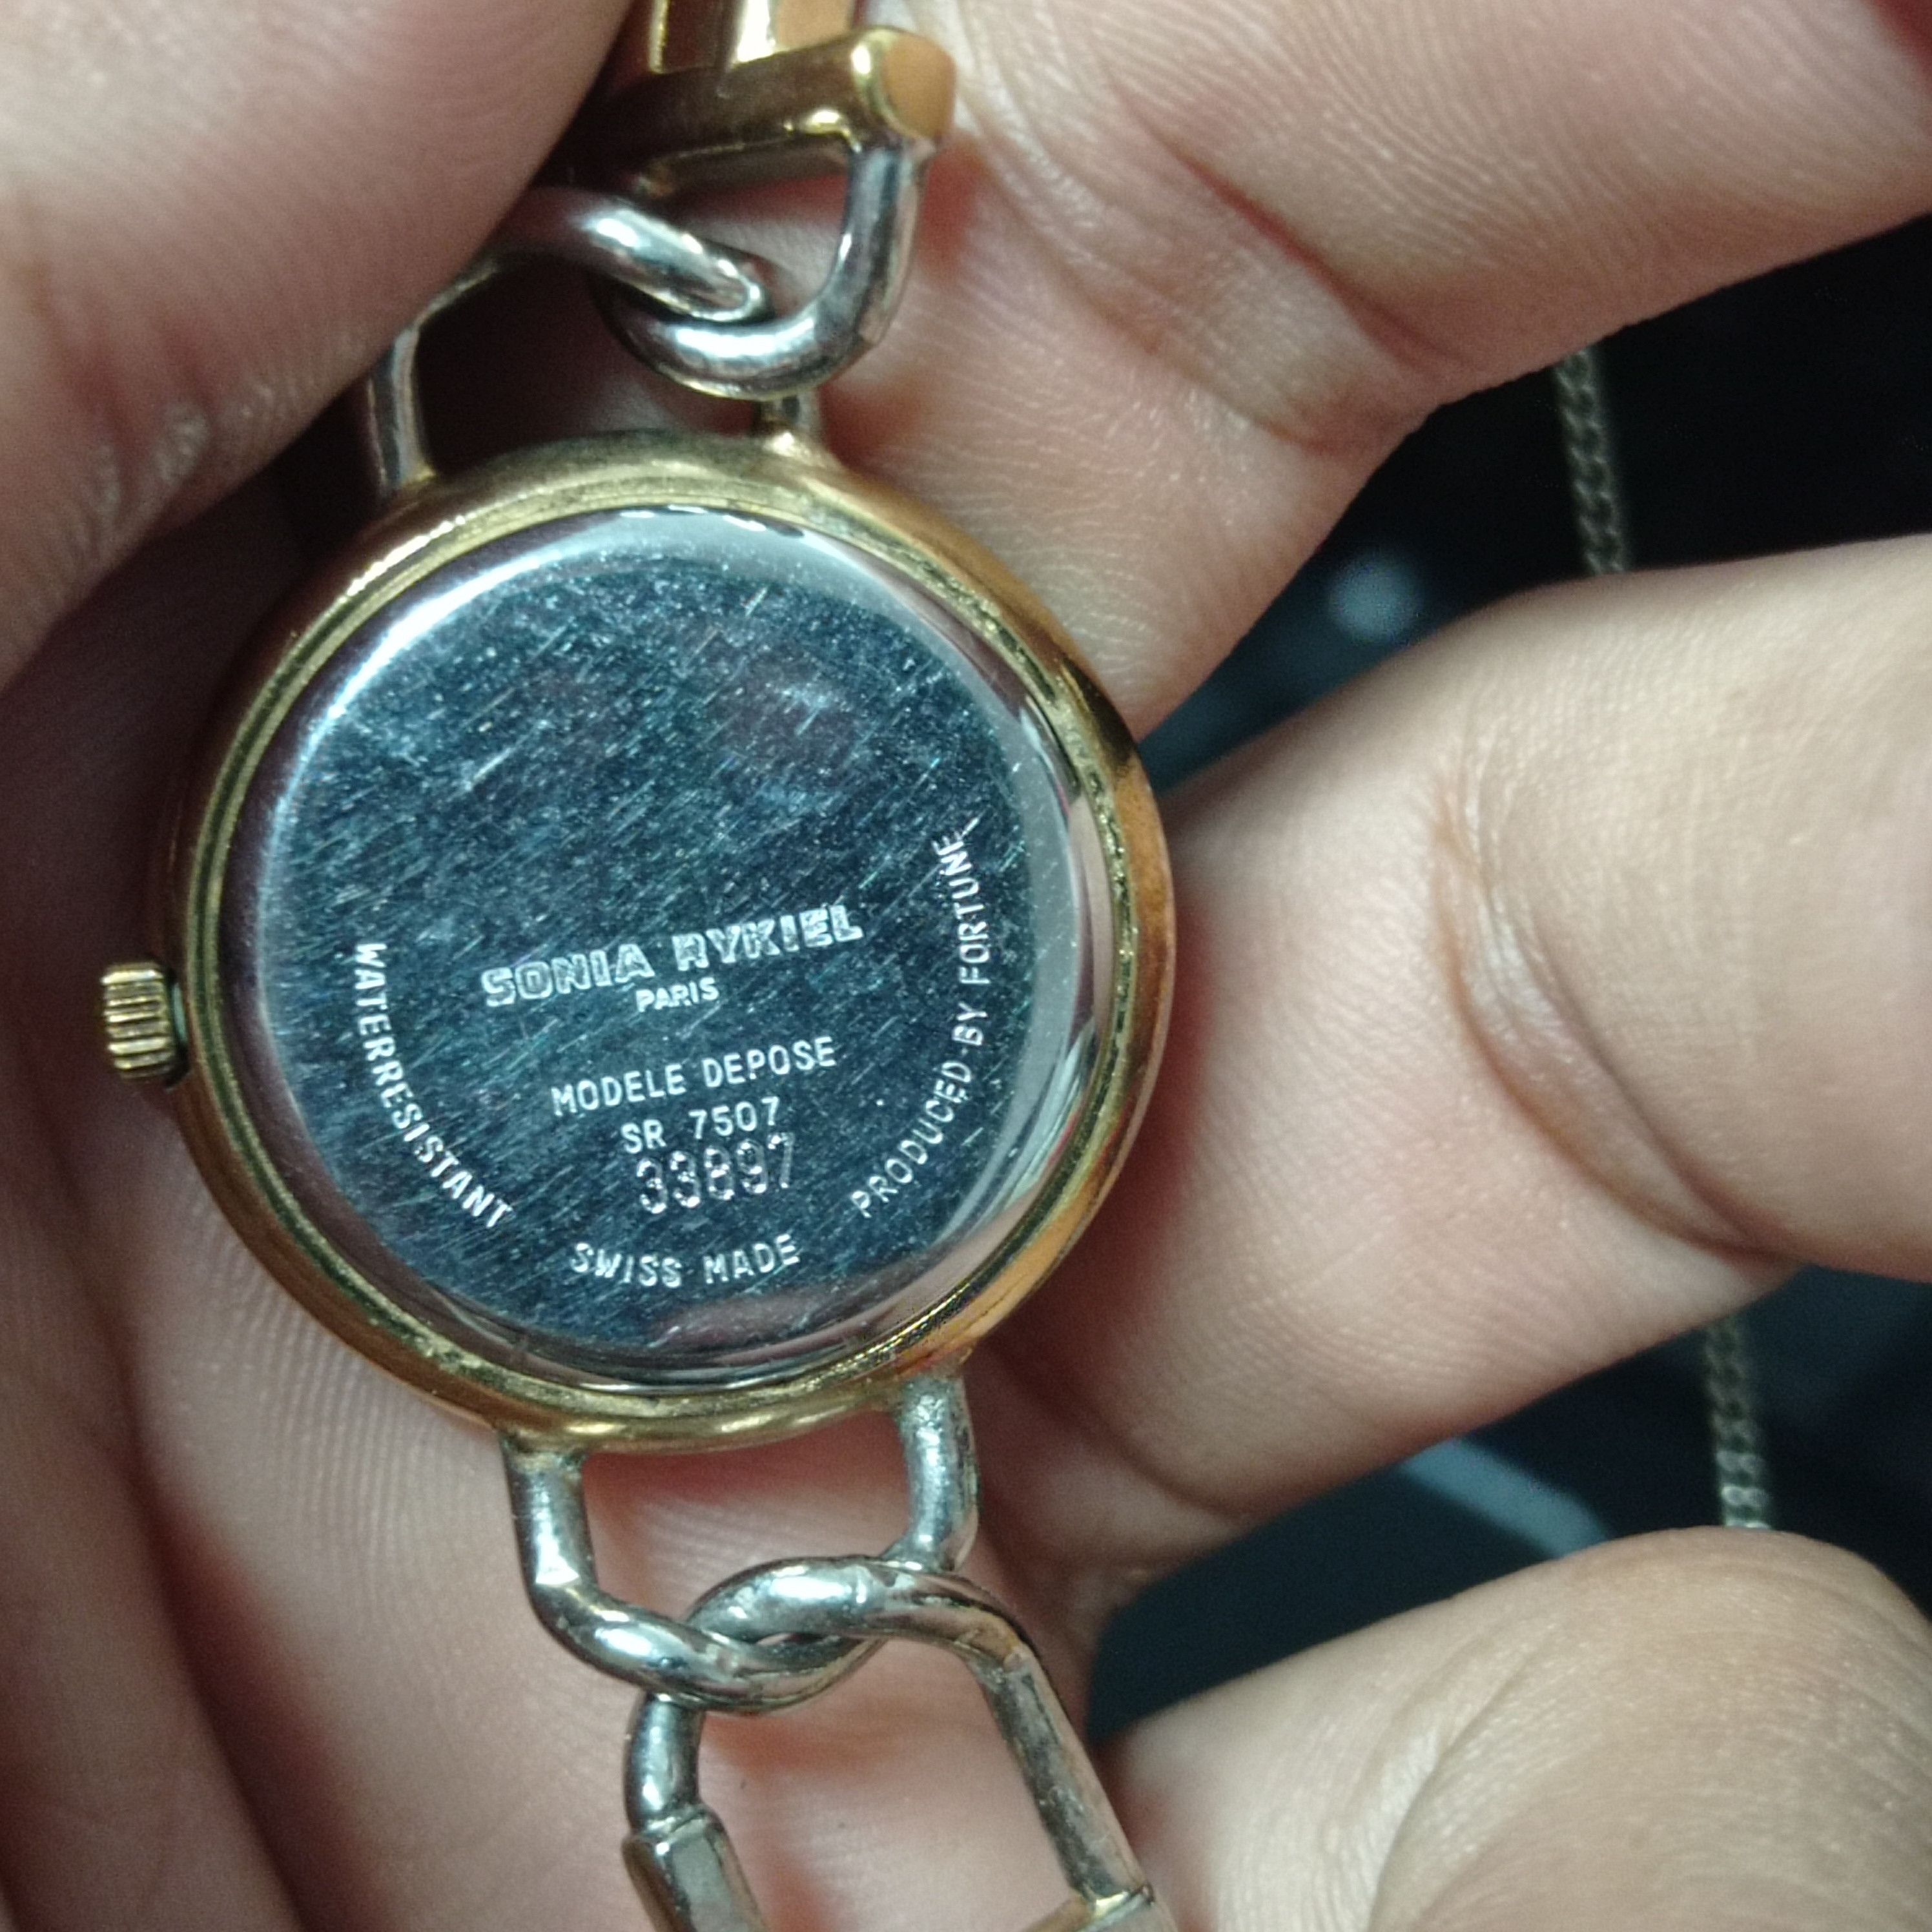 SONIA RYKIEL
PARIS
MODELE DEPOSE
SR 7507
33897
WATERRESISTANT
SWISS MADE
PRODUCED BY FORTUNE